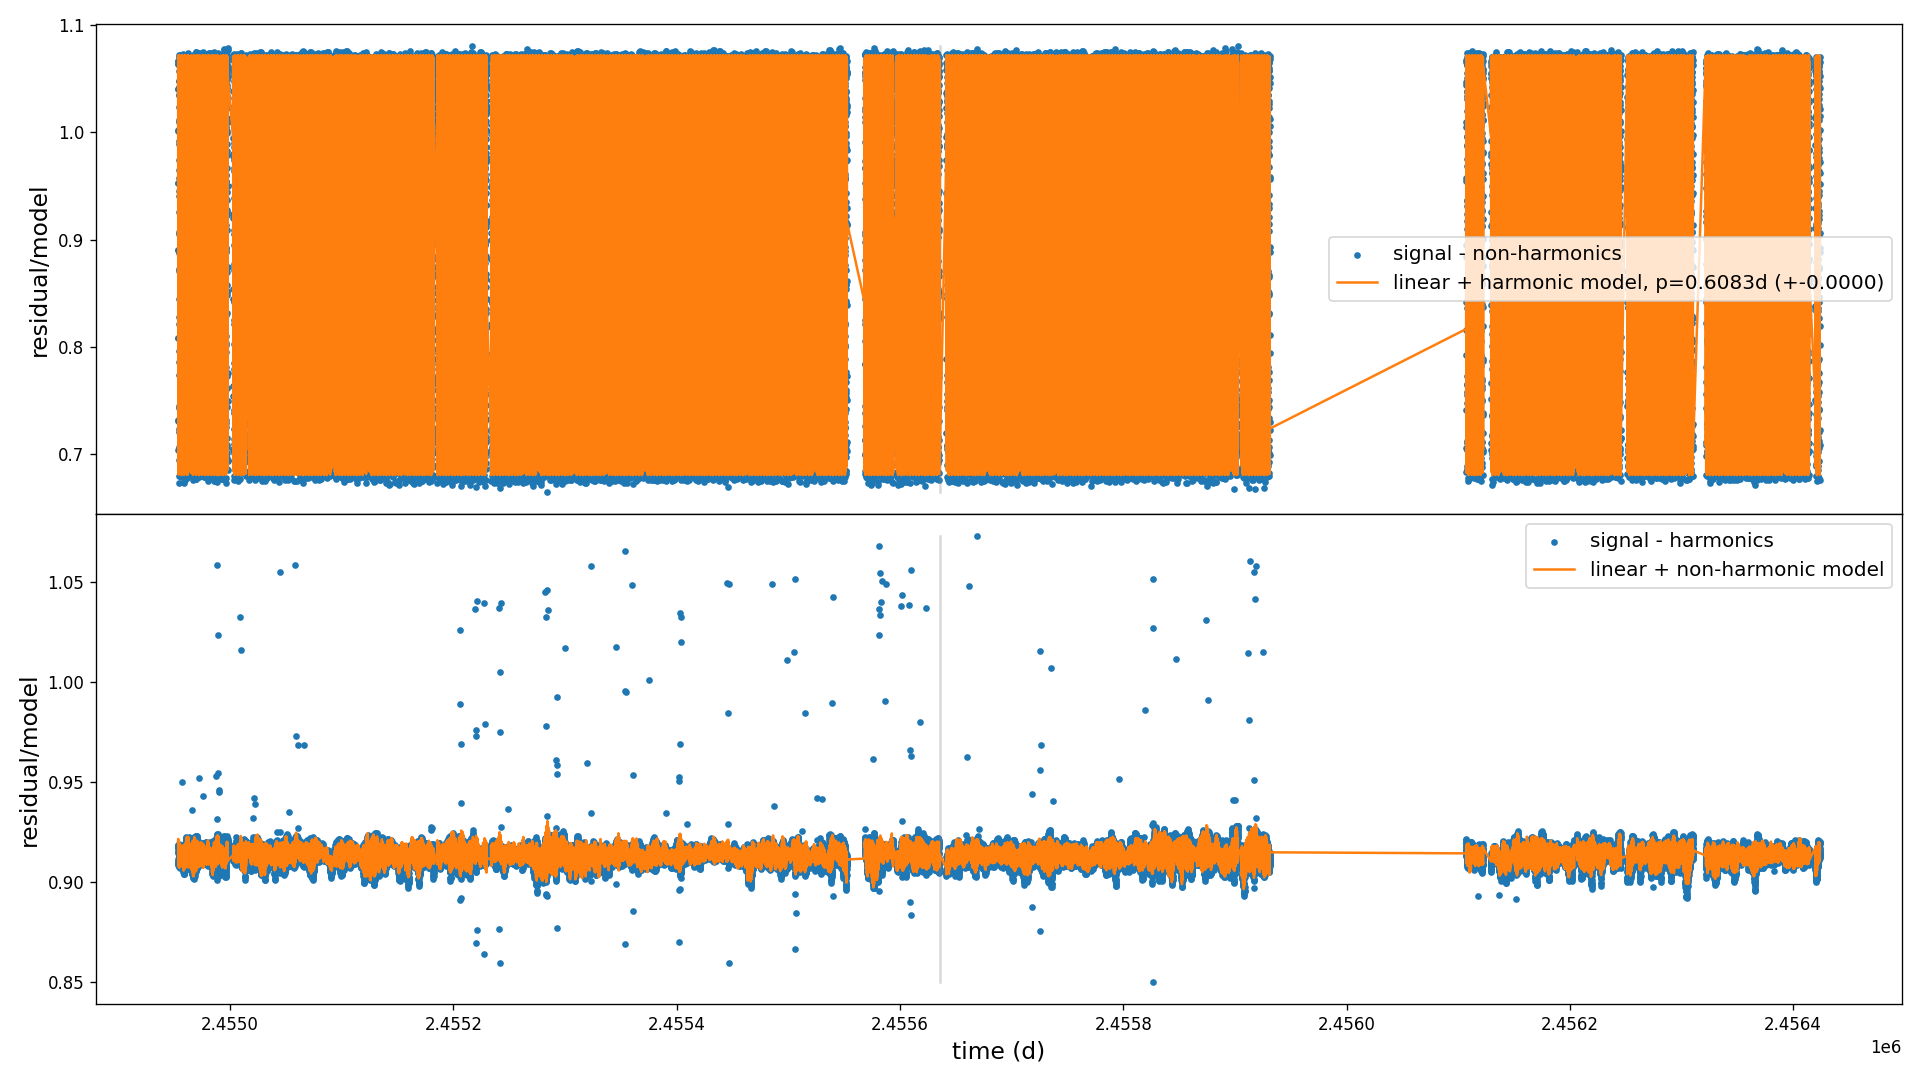 1.1
1.0
0.9
0.8
0.7
residual/model
signal - non-harmonics
linear + harmonic model, p=0.6083d (+-0.0000)
1.05
1.00
0.95
0.90
0.85
residual/model
signal - harmonics
linear + non-harmonic model
2.4550 2.4552 2.4554 2.4556 2.4558 2.4560 2.4562 2.4564
time (d)
1e6